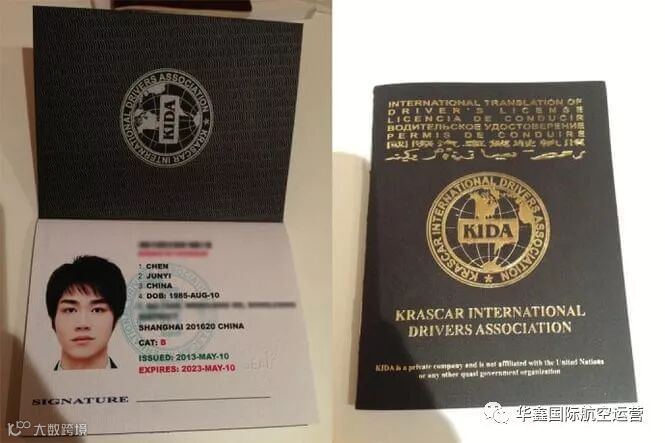 KRASCAR INTERNATIONAL DRIVERS ASSOCIATION
KIDA
1. CHEN
2. JUNYI
3. CHINA
4. DOB: 1985-AUG-10
SHANGHAI 201620 CHINA
CAT: B
ISSUED: 2013-MAY-10
EXPIRES: 2023-MAY-10
SIGNATURE
大数跨境
INTERNATIONAL TRANSLATION OF
DRIVER'S LICENSE
LICENCIA DE CONDUCIR
ВОДИТЕЛЬСКОЕ УДОСТОВЕРЕНИЕ
PERMIS DE CONDUIRE
KRASCAR INTERNATIONAL DRIVERS ASSOCIATION
KIDA
KRASCAR INTERNATIONAL
DRIVERS ASSOCIATION
KIDA is a private company and is not affiliated with the United Nations
or any other quasi government organization
华鑫国际航空运营